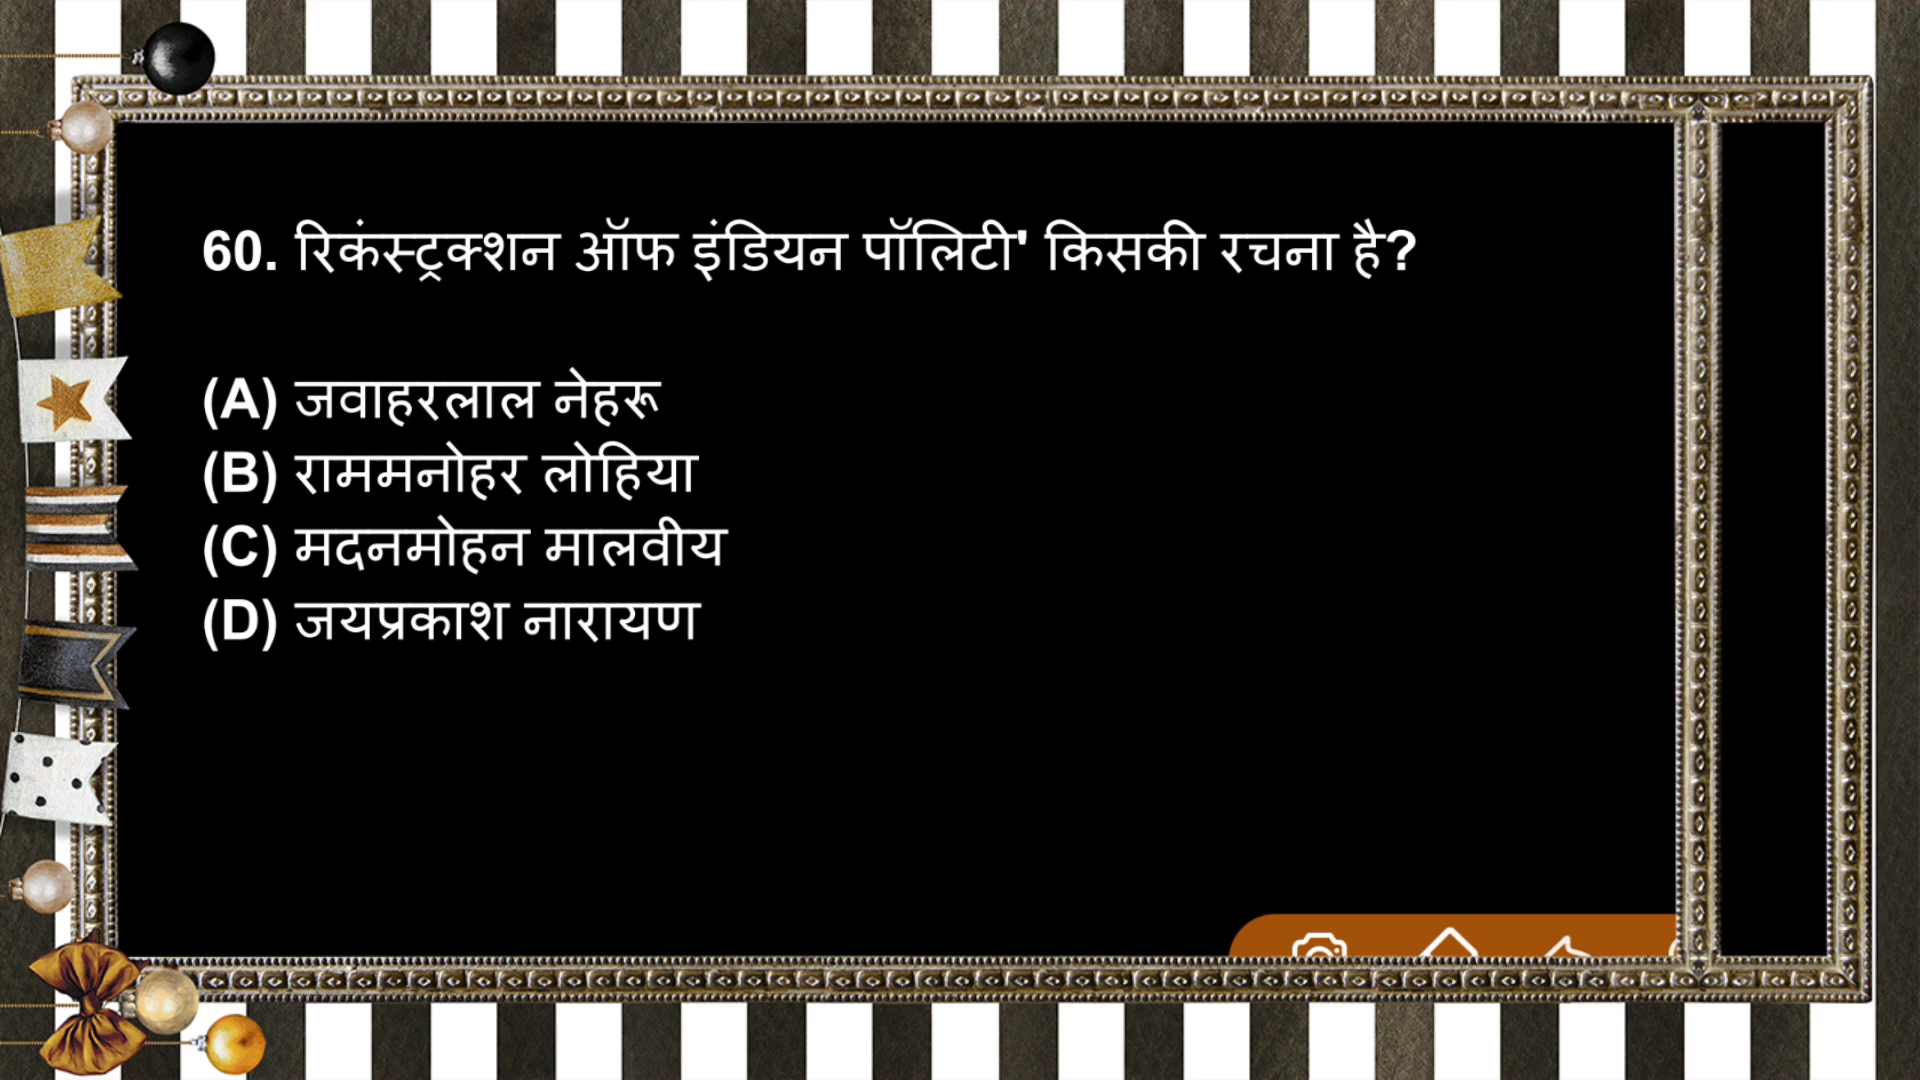 60. रिकंस्ट्रक्शन ऑफ इंडियन पॉलिटी' किसकी रचना है?
(A) जवाहरलाल नेहरू
(B) राममनोहर लोहिया
(C) मदनमोहन मालवीय
(D) जयप्रकाश नारायण